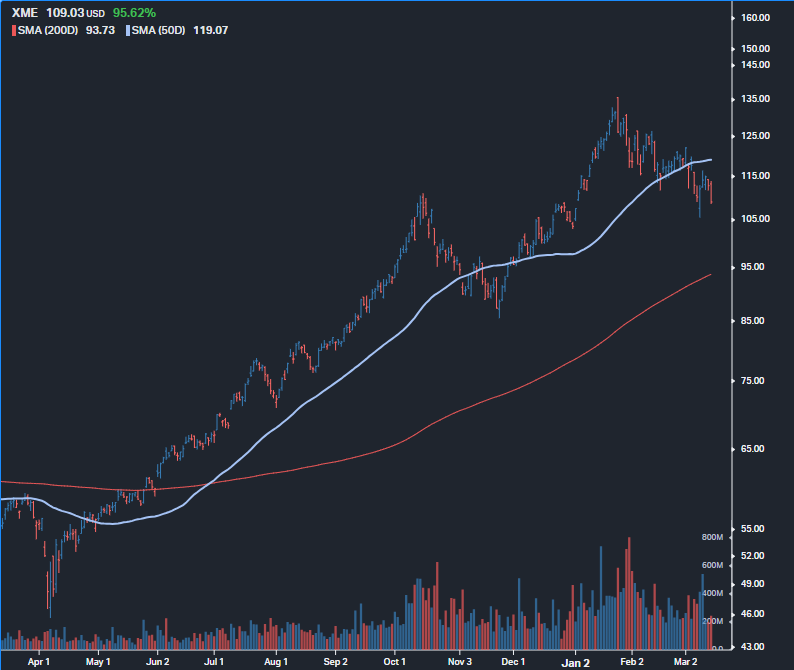 XME 109.03 USD 95.62%
SMA (200D) 93.73 SMA (50D) 119.07
160.00
150.00
145.00
135.00
125.00
115.00
105.00
95.00
85.00
75.00
65.00
55.00
800M
52.00
600M
49.00
400M
46.00
200M
0.0
43.00
Apr 1 May 1 Jun 2 Jul 1 Aug 1 Sep 2 Oct 1 Nov 3 Dec 1 Jan 2 Feb 2 Mar 2